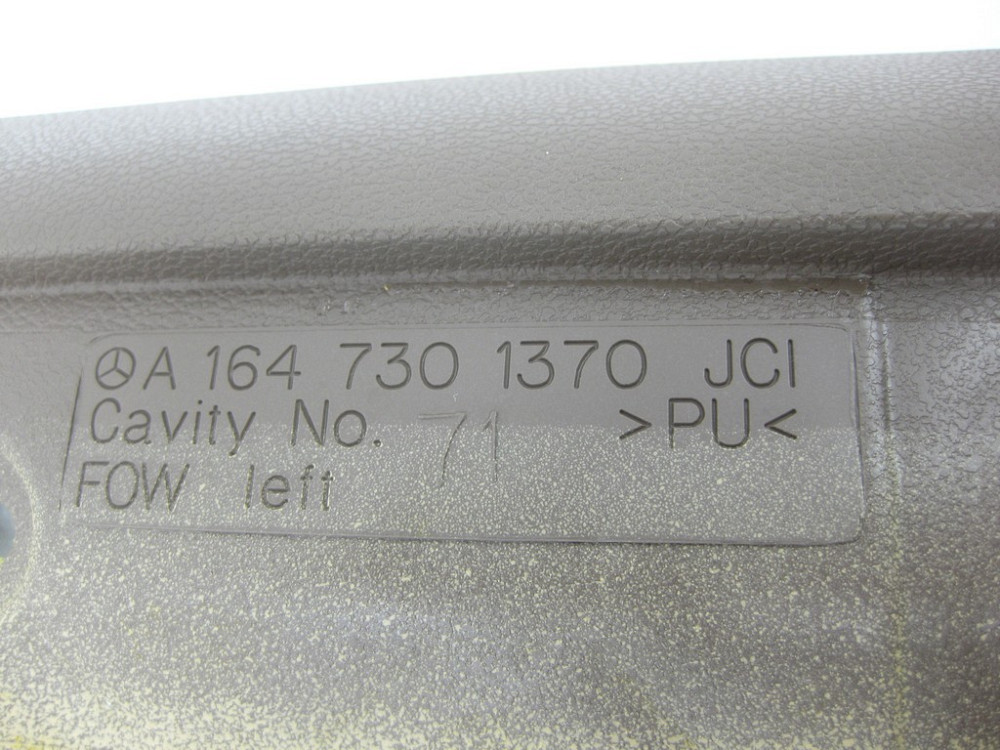 A 164 730 1370 JCI
Cavity No. 71 >PU<
FOW left